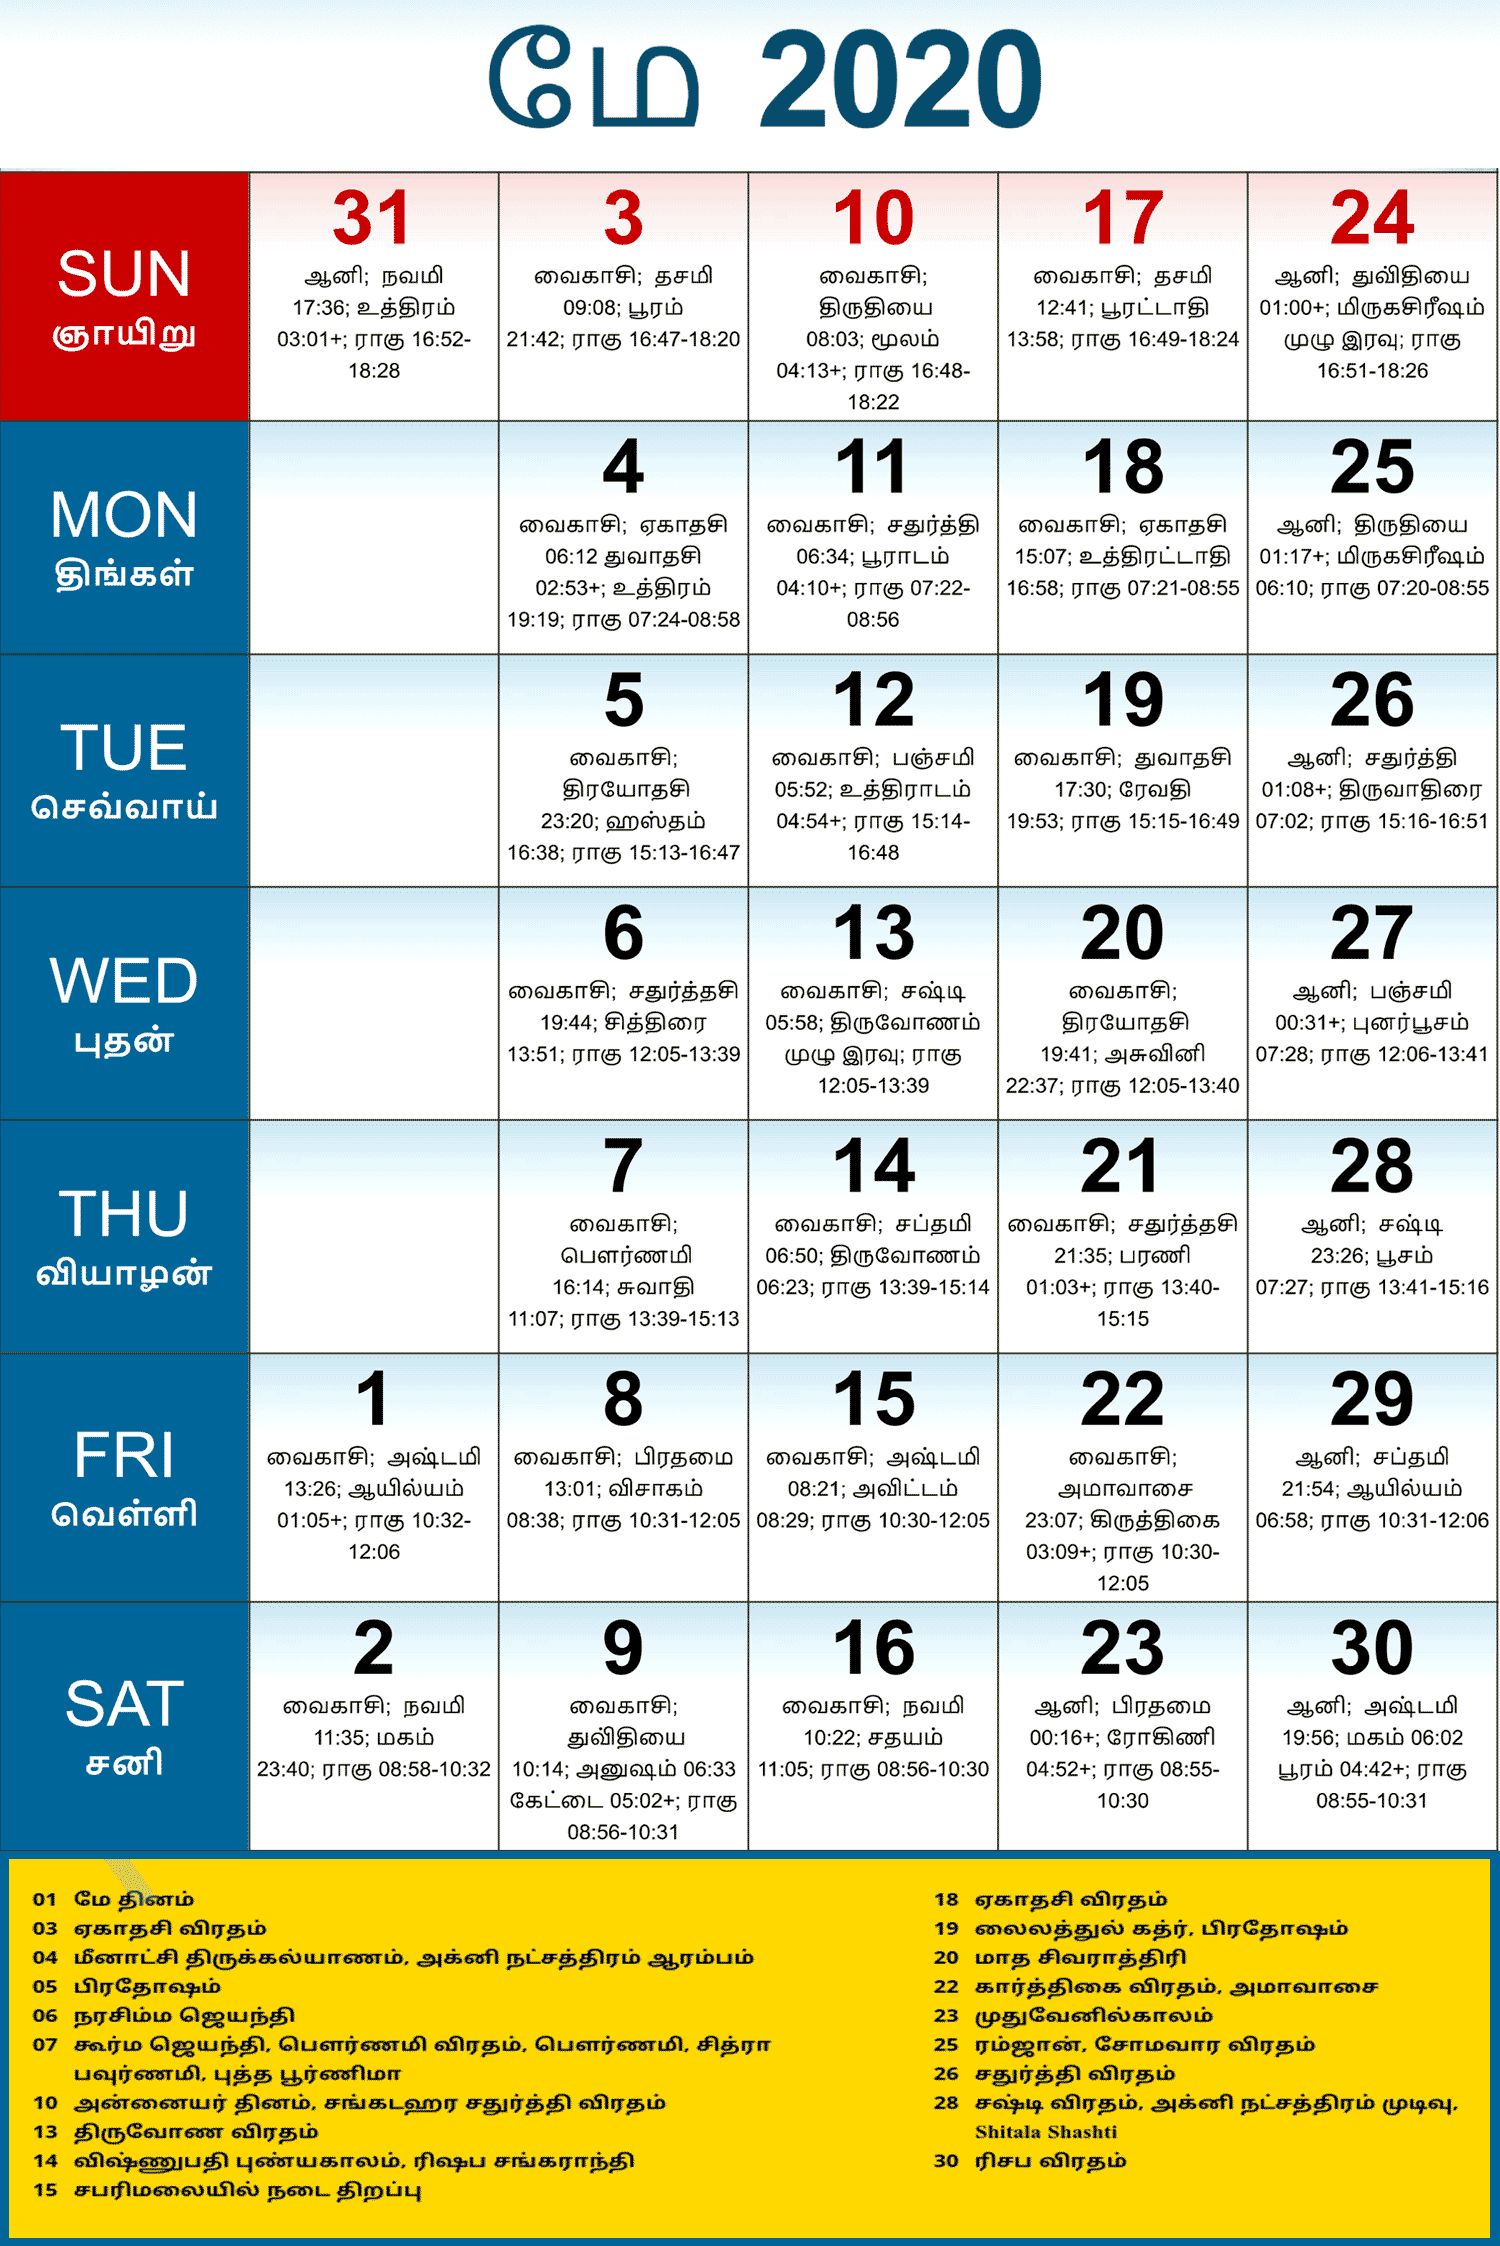 மே 2020
SUN
ஞாயிறு
31
ஆனி; நவமி
17:36; உத்திரம்
03:01+; ராகு 16:52-
18:28
3
வைகாசி; தசமி
09:08; பூரம்
21:42; ராகு 16:47-18:20
10
வைகாசி;
திருதியை
08:03; மூலம்
04:13+; ராகு 16:48-
18:22
17
வைகாசி; தசமி
12:41; பூரட்டாதி
13:58; ராகு 16:49-18:24
24
ஆனி; துவிதியை
01:00+; மிருகசிரீஷம்
முழு இரவு; ராகு
16:51-18:26
MON
திங்கள்
4
வைகாசி; ஏகாதசி
06:12 துவாதசி
02:53+; உத்திரம்
19:19; ராகு 07:24-08:58
11
வைகாசி; சதுர்த்தி
06:34; பூராடம்
04:10+; ராகு 07:22-
08:56
18
வைகாசி; ஏகாதசி
15:07; உத்திரட்டாதி
16:58; ராகு 07:21-08:55
25
ஆனி; திருதியை
01:17+; மிருகசிரீஷம்
06:10; ராகு 07:20-08:55
TUE
செவ்வாய்
5
வைகாசி;
திரயோதசி
23:20; ஹஸ்தம்
16:38; ராகு 15:13-16:47
12
வைகாசி; பஞ்சமி
05:52; உத்திராடம்
04:54+; ராகு 15:14-
16:48
19
வைகாசி; துவாதசி
17:30; ரேவதி
19:53; ராகு 15:15-16:49
26
ஆனி; சதுர்த்தி
01:08+; திருவாதிரை
07:02; ராகு 15:16-16:51
WED
புதன்
6
வைகாசி; சதுர்த்தசி
19:44; சித்திரை
13:51; ராகு 12:05-13:39
13
வைகாசி; சஷ்டி
05:58; திருவோணம்
முழு இரவு; ராகு
12:05-13:39
20
வைகாசி;
திரயோதசி
19:41; அசுவினி
22:37; ராகு 12:05-13:40
27
ஆனி; பஞ்சமி
00:31+; புனர்பூசம்
07:28; ராகு 12:06-13:41
THU
வியாழன்
7
வைகாசி;
பௌர்ணமி
16:14; சுவாதி
11:07; ராகு 13:39-15:13
14
வைகாசி; சப்தமி
06:50; திருவோணம்
06:23; ராகு 13:39-15:14
21
வைகாசி; சதுர்த்தசி
21:35; பரணி
01:03+; ராகு 13:40-
15:15
28
ஆனி; சஷ்டி
23:26; பூசம்
07:27; ராகு 13:41-15:16
FRI
வெள்ளி
1
வைகாசி; அஷ்டமி
13:26; ஆயில்யம்
01:05+; ராகு 10:32-
12:06
8
வைகாசி; பிரதமை
13:01; விசாகம்
08:38; ராகு 10:31-12:05
15
வைகாசி; அஷ்டமி
08:21; அவிட்டம்
08:29; ராகு 10:30-12:05
22
வைகாசி;
அமாவாசை
23:07; கிருத்திகை
03:09+; ராகு 10:30-
12:05
29
ஆனி; சப்தமி
21:54; ஆயில்யம்
06:58; ராகு 10:31-12:06
SAT
சனி
2
வைகாசி; நவமி
11:35; மகம்
23:40; ராகு 08:58-10:32
9
வைகாசி;
துவிதியை
10:14; அனுஷம் 06:33
கேட்டை 05:02+; ராகு
08:56-10:31
16
வைகாசி; நவமி
10:22; சதயம்
11:05; ராகு 08:56-10:30
23
ஆனி; பிரதமை
00:16+; ரோகிணி
04:52+; ராகு 08:55-
10:30
30
ஆனி; அஷ்டமி
19:56; மகம் 06:02
பூரம் 04:42+; ராகு
08:55-10:31
01 மே தினம்
03 ஏகாதசி விரதம்
04 மீனாட்சி திருக்கல்யாணம், அக்னி நட்சத்திரம் ஆரம்பம்
05 பிரதோஷம்
06 நரசிம்ம ஜெயந்தி
07 கூர்ம ஜெயந்தி, பௌர்ணமி விரதம், பௌர்ணமி, சித்ரா
பவுர்ணமி, புத்த பூர்ணிமா
10 அன்னையர் தினம், சங்கடஹர சதுர்த்தி விரதம்
13 திருவோண விரதம்
14 விஷ்ணுபதி புண்யகாலம், ரிஷப சங்கராந்தி
15 சபரிமலையில் நடை திறப்பு
18 ஏகாதசி விரதம்
19 லைலத்துல் கத்ர், பிரதோஷம்
20 மாத சிவராத்திரி
22 கார்த்திகை விரதம், அமாவாசை
23 முதுவேனில்காலம்
25 ரம்ஜான், சோமவார விரதம்
26 சதுர்த்தி விரதம்
28 சஷ்டி விரதம், அக்னி நட்சத்திரம் முடிவு,
Shitala Shashti
30 ரிசப விரதம்